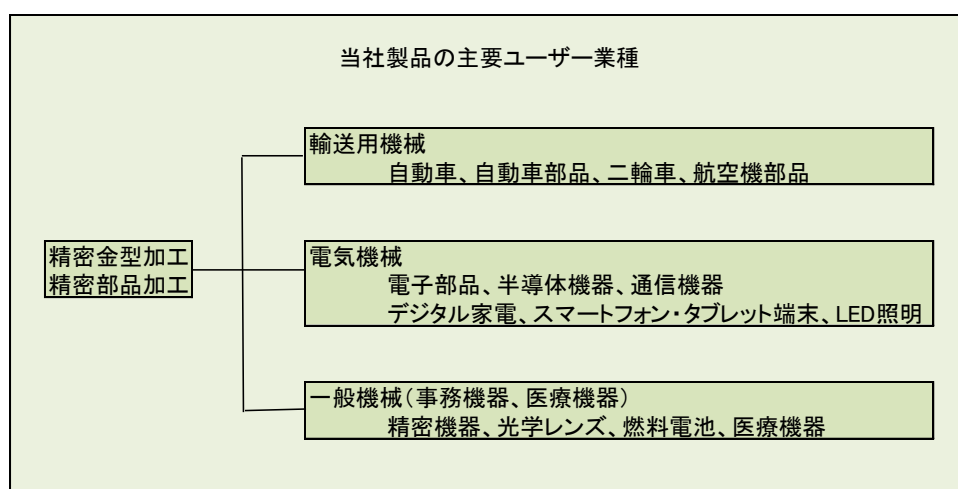 当社製品の主要ユーザー業種
輸送用機械
自動車、自動車部品、二輪車、航空機部品
精密金型加工
精密部品加工
電気機械
電子部品、半導体機器、通信機器
デジタル家電、スマートフォン・タブレット端末、LED照明
一般機械（事務機器、医療機器）
精密機器、光学レンズ、燃料電池、医療機器